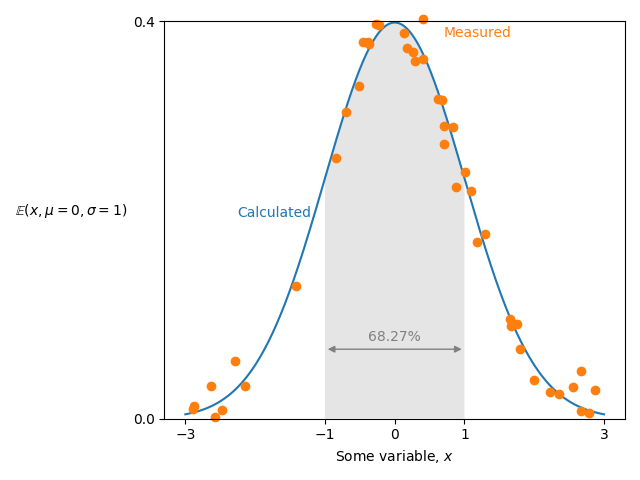 0.4
Measured
𝔼(x, μ = 0, σ = 1)
Calculated
68.27%
0.0
−3 −1 0 1 3
Some variable, x